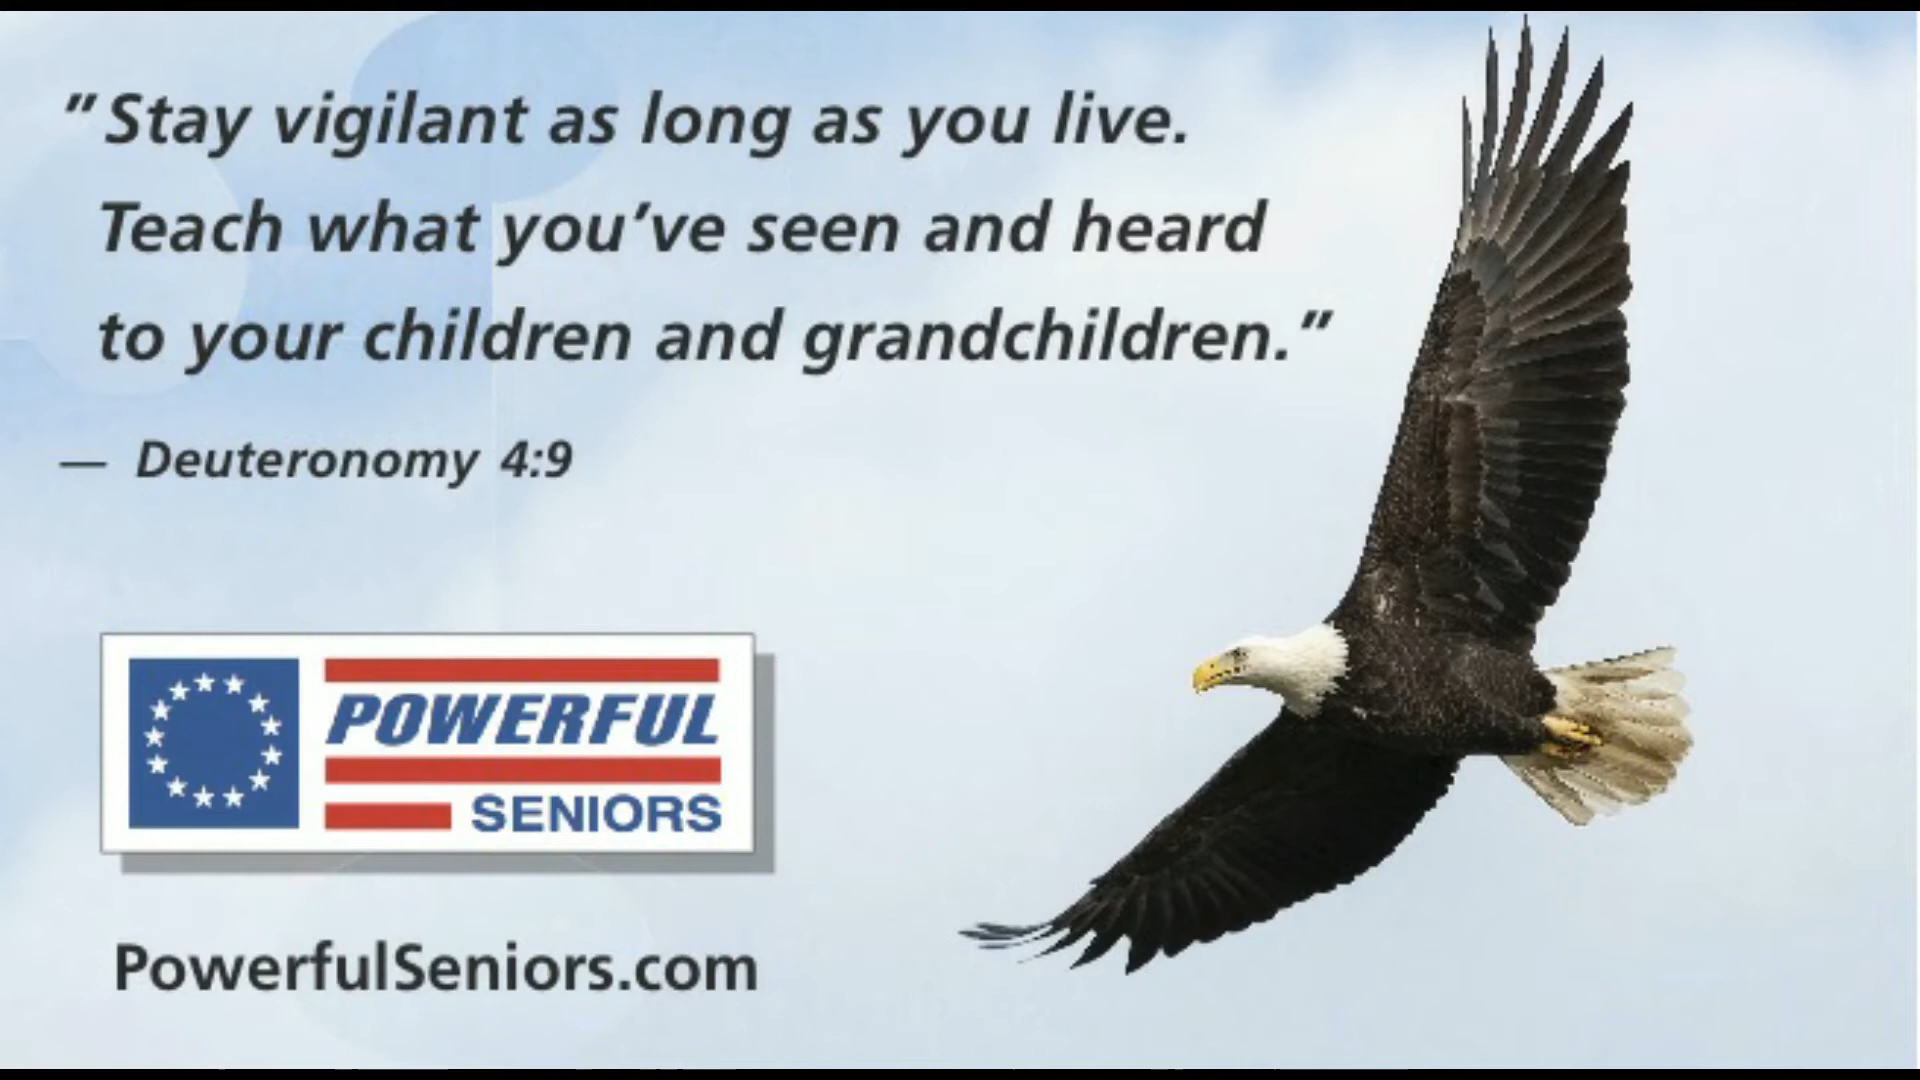 "Stay vigilant as long as you live.
Teach what you've seen and heard
to your children and grandchildren."
— Deuteronomy 4:9
POWERFUL
SENIORS
PowerfulSeniors.com